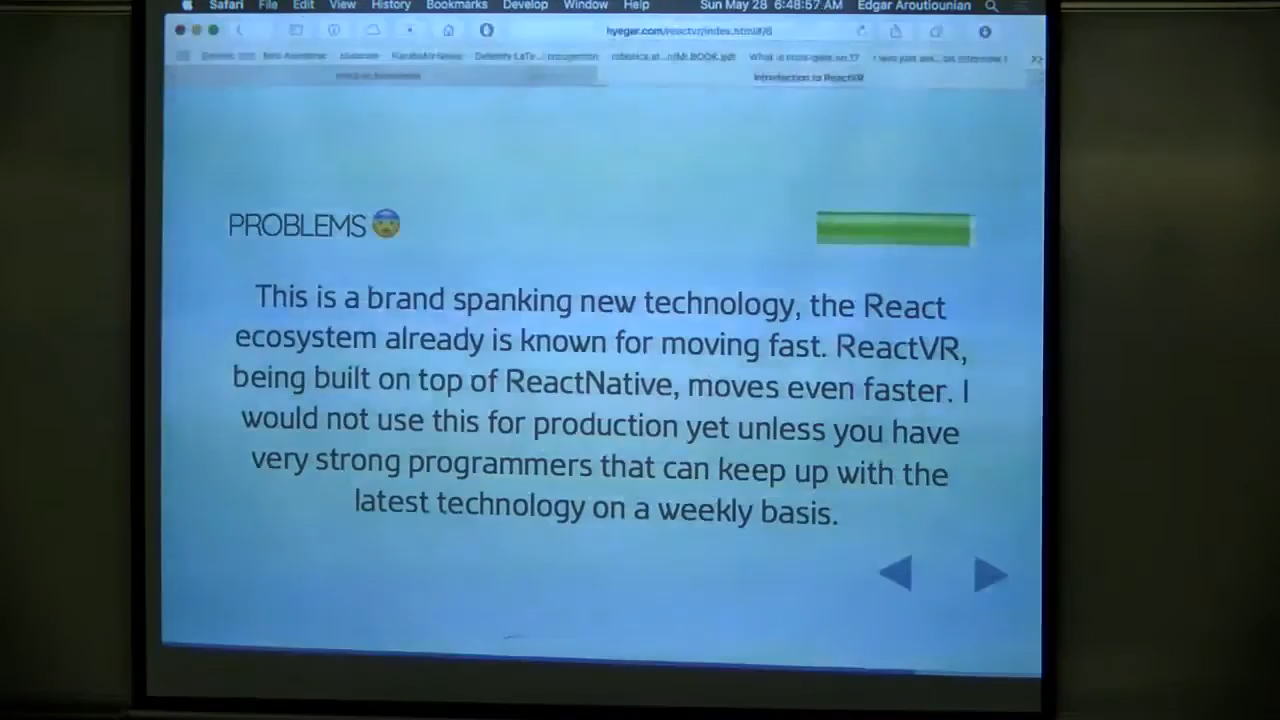 Safari File Edit View History Bookmarks Develop Window Help Sun May 28 6:48:57 AM Edgar Aroutiounian
hyeger.com/reactvr/index.html#/6
Introduction to ReactVR
PROBLEMS
This is a brand spanking new technology, the React
ecosystem already is known for moving fast. ReactVR,
being built on top of ReactNative, moves even faster. I
would not use this for production yet unless you have
very strong programmers that can keep up with the
latest technology on a weekly basis.